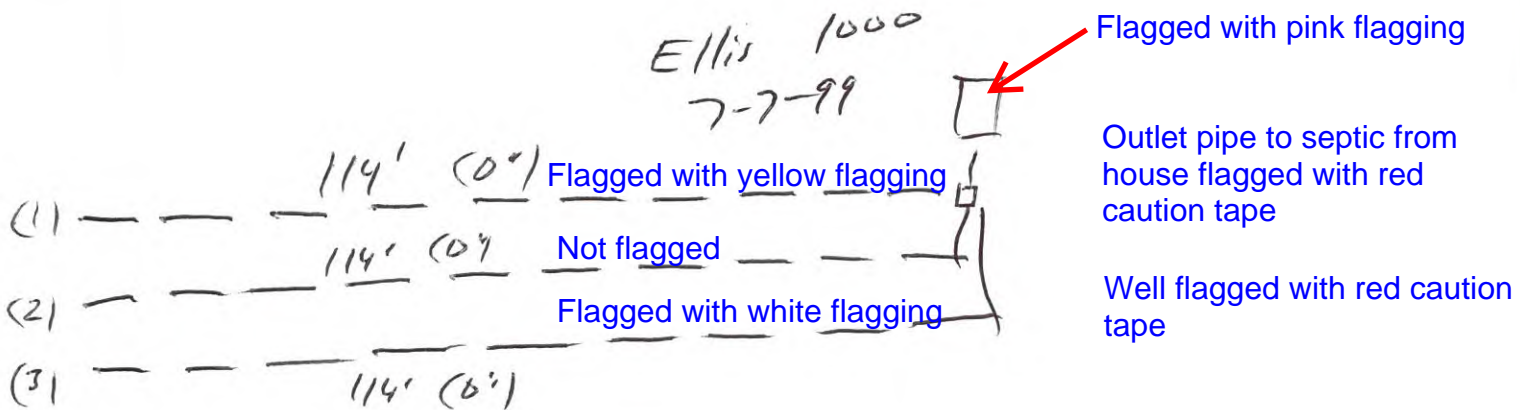 Ellis 1000
7-7-99
Flagged with pink flagging
Outlet pipe to septic from
house flagged with red
caution tape
Well flagged with red caution
tape
114' (0")
Flagged with yellow flagging
(1)
114' (0")
Not flagged
(2)
Flagged with white flagging
(3)
114' (0")